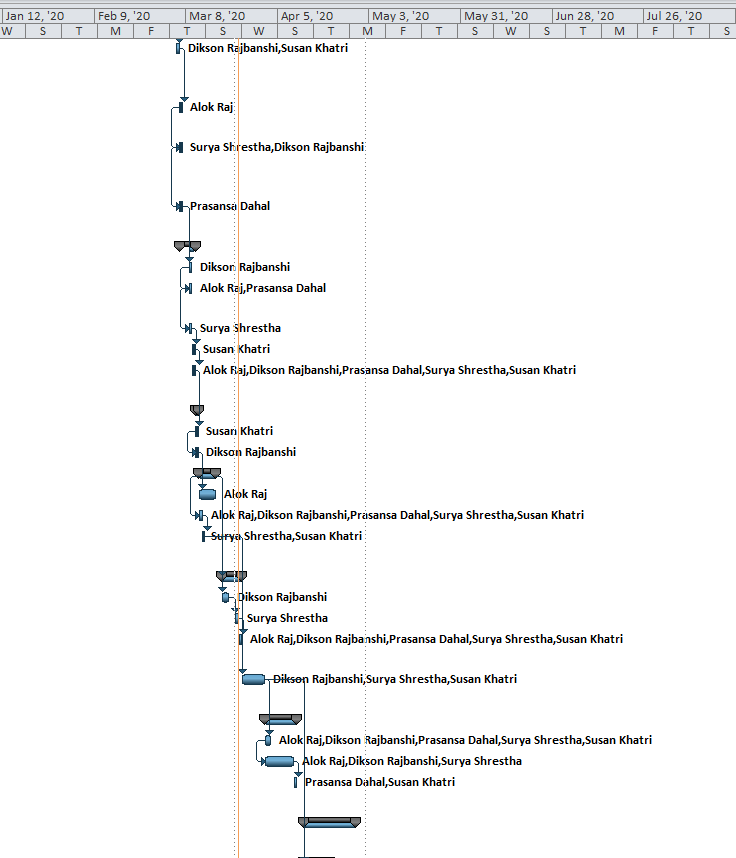 Jan 12, '20 Feb 9, '20 Mar 8, '20 Apr 5, '20 May 3, '20 May 31, '20 Jun 28, '20 Jul 26, '20
W S T M F T S W S T M F T S W S T M F T S
Dikson Rajbanshi,Susan Khatri
Alok Raj
Surya Shrestha,Dikson Rajbanshi
Prasansa Dahal
Dikson Rajbanshi
Alok Raj,Prasansa Dahal
Surya Shrestha
Susan Khatri
Alok Raj,Dikson Rajbanshi,Prasansa Dahal,Surya Shrestha,Susan Khatri
Susan Khatri
Dikson Rajbanshi
Alok Raj
Alok Raj,Dikson Rajbanshi,Prasansa Dahal,Surya Shrestha,Susan Khatri
Surya Shrestha,Susan Khatri
Dikson Rajbanshi
Surya Shrestha
Alok Raj,Dikson Rajbanshi,Prasansa Dahal,Surya Shrestha,Susan Khatri
Dikson Rajbanshi,Surya Shrestha,Susan Khatri
Alok Raj,Dikson Rajbanshi,Prasansa Dahal,Surya Shrestha,Susan Khatri
Alok Raj,Dikson Rajbanshi,Surya Shrestha
Prasansa Dahal,Susan Khatri